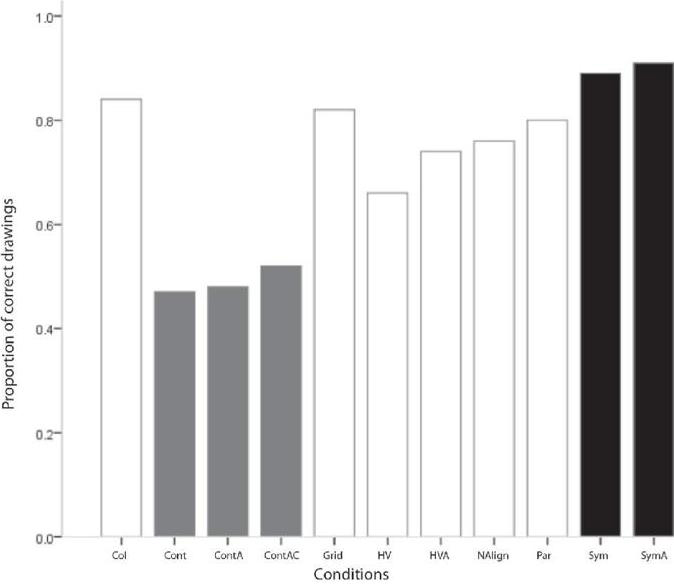 Proportion of correct drawings
1.0
0.8
0.6
0.4
0.2
0.0
Col Cont ContA ContAC Grid HV HVA NAlign Par Sym SymA
Conditions